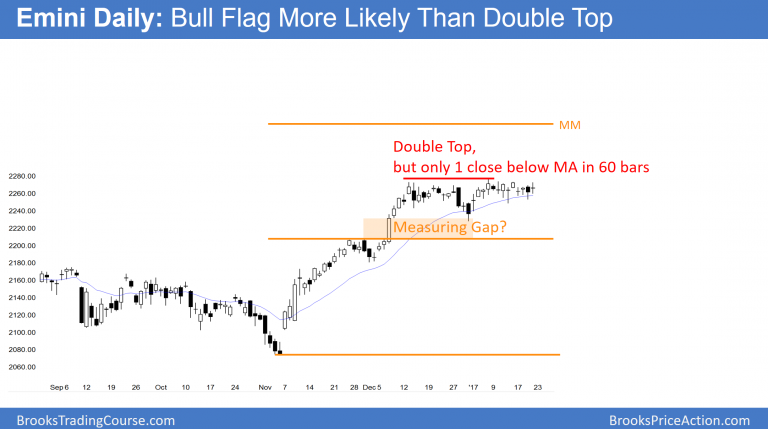 Emini Daily: Bull Flag More Likely Than Double Top
MM
Double Top,
but only 1 close below MA in 60 bars
Measuring Gap?
2280.00
2260.00
2240.00
2220.00
2200.00
2180.00
2160.00
2140.00
2120.00
2100.00
2080.00
2060.00
Sep 6 12 19 26 Oct 10 17 24 Nov 7 14 21 28 Dec 5 12 19 27 '17 9 17 23
BrooksTradingCourse.com BrooksPriceAction.com